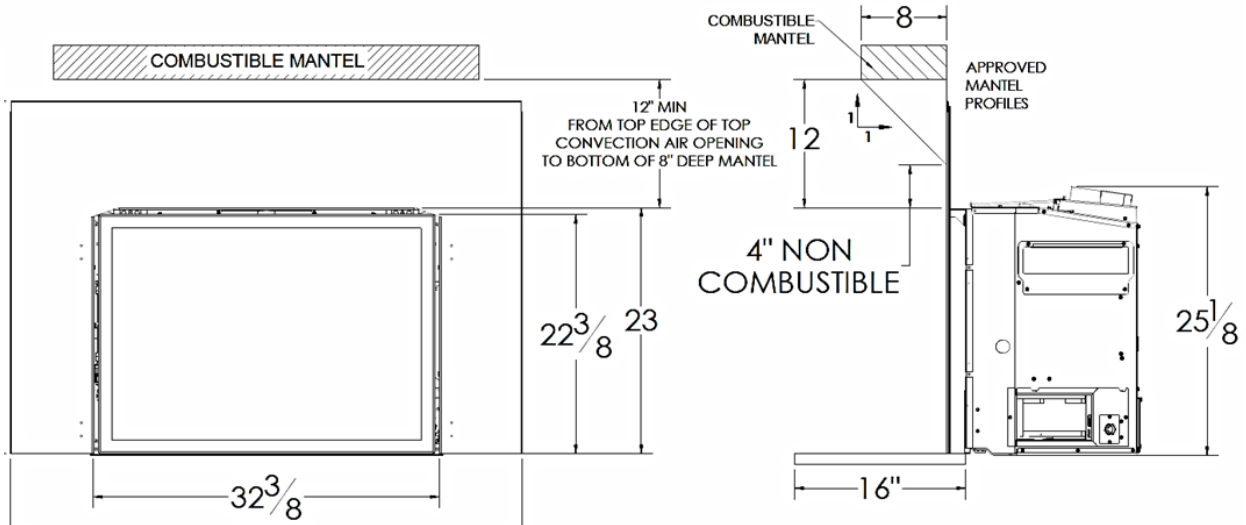 COMBUSTIBLE MANTEL
12" MIN
FROM TOP EDGE OF TOP
CONVECTION AIR OPENING
TO BOTTOM OF 8" DEEP MANTEL
22 3/8
23
32 3/8
COMBUSTIBLE
MANTEL
8
APPROVED
MANTEL
PROFILES
1
1
12
4" NON
COMBUSTIBLE
25 1/8
16"